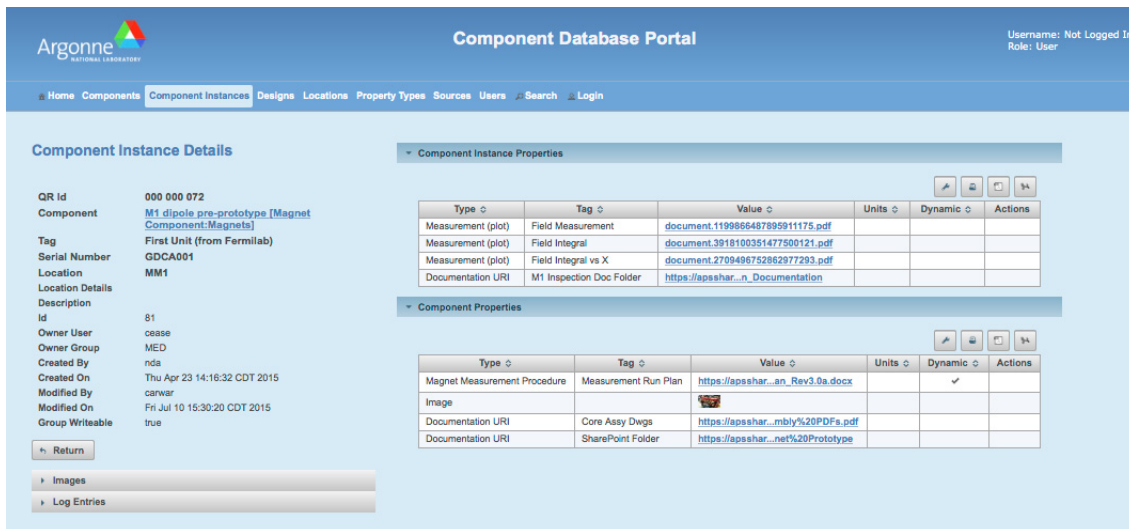 Argonne
NATIONAL LABORATORY
Component Database Portal
Username: Not Logged In
Role: User
Home Components Component Instances Designs Locations Property Types Sources Users Search Login
Component Instance Details
QR Id 000 000 072
Component M1 dipole pre-prototype [Magnet
Component:Magnets]
Tag First Unit (from Fermilab)
Serial Number GDCA001
Location MM1
Location Details
Description
Id 81
Owner User cease
Owner Group MED
Created By nda
Created On Thu Apr 23 14:16:32 CDT 2015
Modified By carwar
Modified On Fri Jul 10 15:30:20 CDT 2015
Group Writeable true
Return
Images
Log Entries
Component Instance Properties
Type Tag Value Units Dynamic Actions
Measurement (plot) Field Measurement document.1199866487895911175.pdf
Measurement (plot) Field Integral document.3918100351477500121.pdf
Measurement (plot) Field Integral vs X document.2709496752862977293.pdf
Documentation URI M1 Inspection Doc Folder https://apsshar...n_Documentation
Component Properties
Type Tag Value Units Dynamic Actions
Magnet Measurement Procedure Measurement Run Plan https://apsshar...an_Rev3.0a.docx ✓
Image
Documentation URI Core Assy Dwgs https://apsshar...mbly%20PDFs.pdf
Documentation URI SharePoint Folder https://apsshar...net%20Prototype